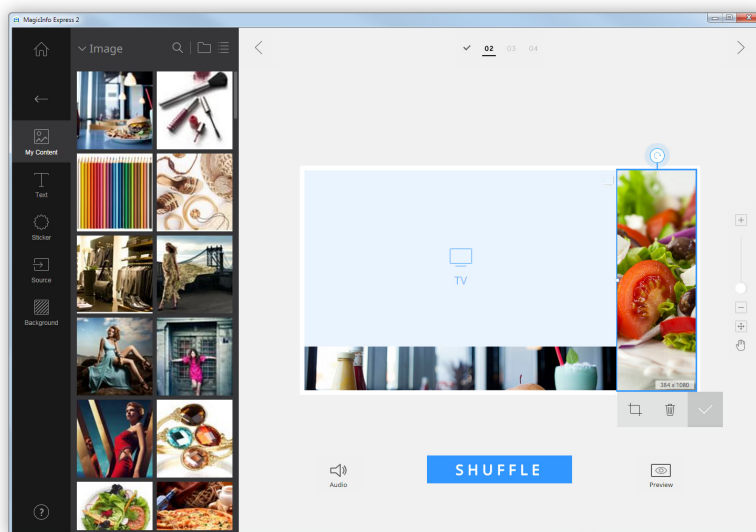 MagicInfo Express 2
Image
02 03 04
My Content
Text
Sticker
Source
Background
TV
384 x 1080
Audio
SHUFFLE
Preview
?